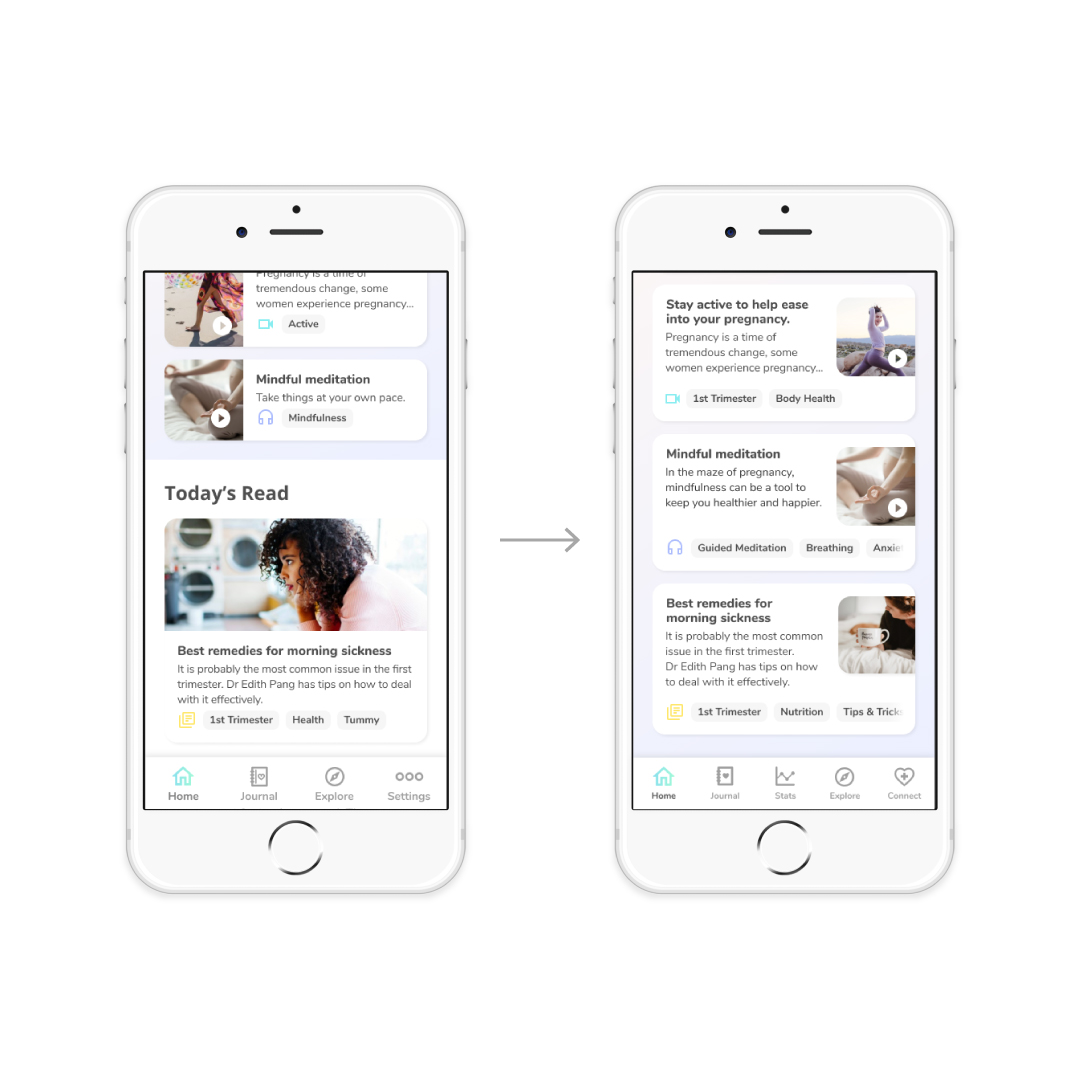 Pregnancy is a time of
tremendous change, some
women experience pregnancy...
Active
Mindful meditation
Take things at your own pace.
Mindfulness
Today's Read
Best remedies for morning sickness
It is probably the most common issue in the first
trimester. Dr Edith Pang has tips on how to deal
with it effectively.
1st Trimester Health Tummy
Home Journal Explore Settings
Stay active to help ease
into your pregnancy.
Pregnancy is a time of
tremendous change, some
women experience pregnancy...
1st Trimester Body Health
Mindful meditation
In the maze of pregnancy,
mindfulness can be a tool to
keep you healthier and happier.
Guided Meditation Breathing Anxie
Best remedies for
morning sickness
It is probably the most common
issue in the first trimester.
Dr Edith Pang has tips on how
to deal with it effectively.
1st Trimester Nutrition Tips & Tricks
Home Journal Stats Explore Connect